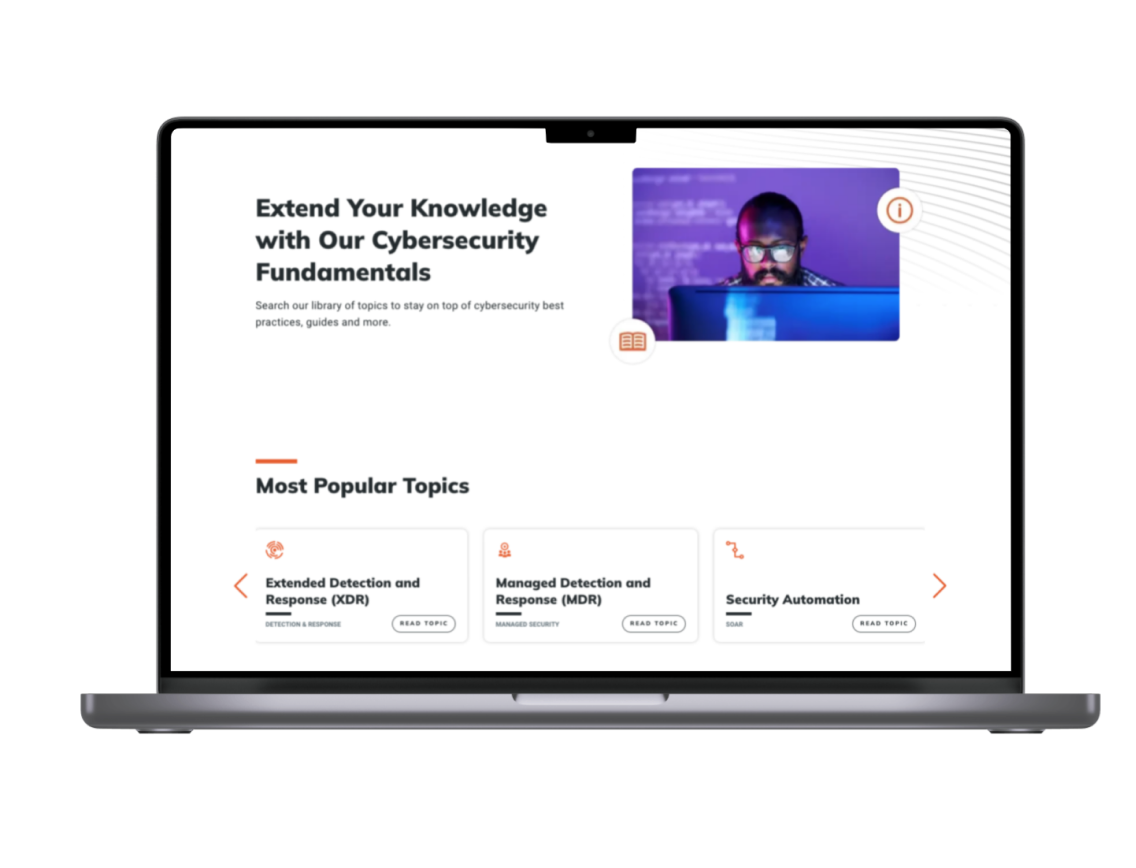 Extend Your Knowledge
with Our Cybersecurity
Fundamentals
Search our library of topics to stay on top of cybersecurity best
practices, guides and more.
Most Popular Topics
Extended Detection and
Response (XDR)
DETECTION & RESPONSE
READ TOPIC
Managed Detection and
Response (MDR)
MANAGED SECURITY
READ TOPIC
Security Automation
SOAR
READ TOPIC